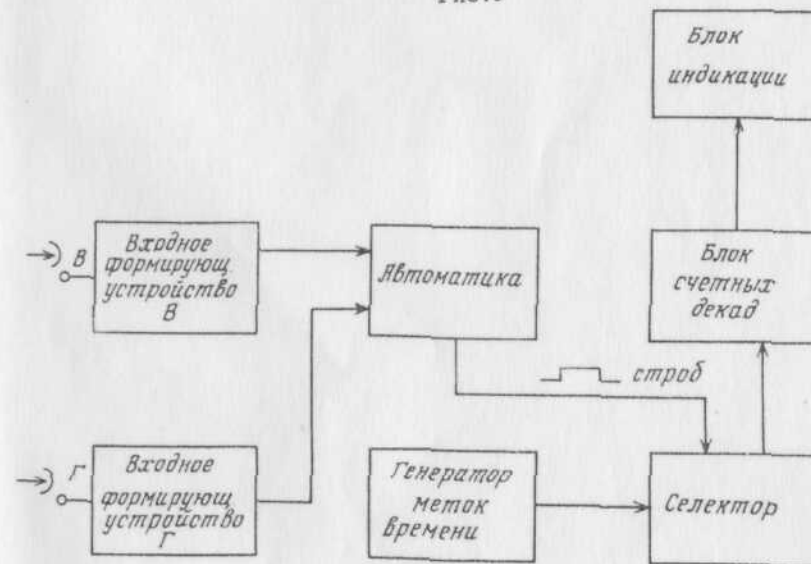 Блок
индикации
В
Входное
формирующ
устройство
В
Автоматика
Блок
счетных
декад
строб
Г
Входное
формирующ
устройство
Г
Генератор
меток
времени
Селектор